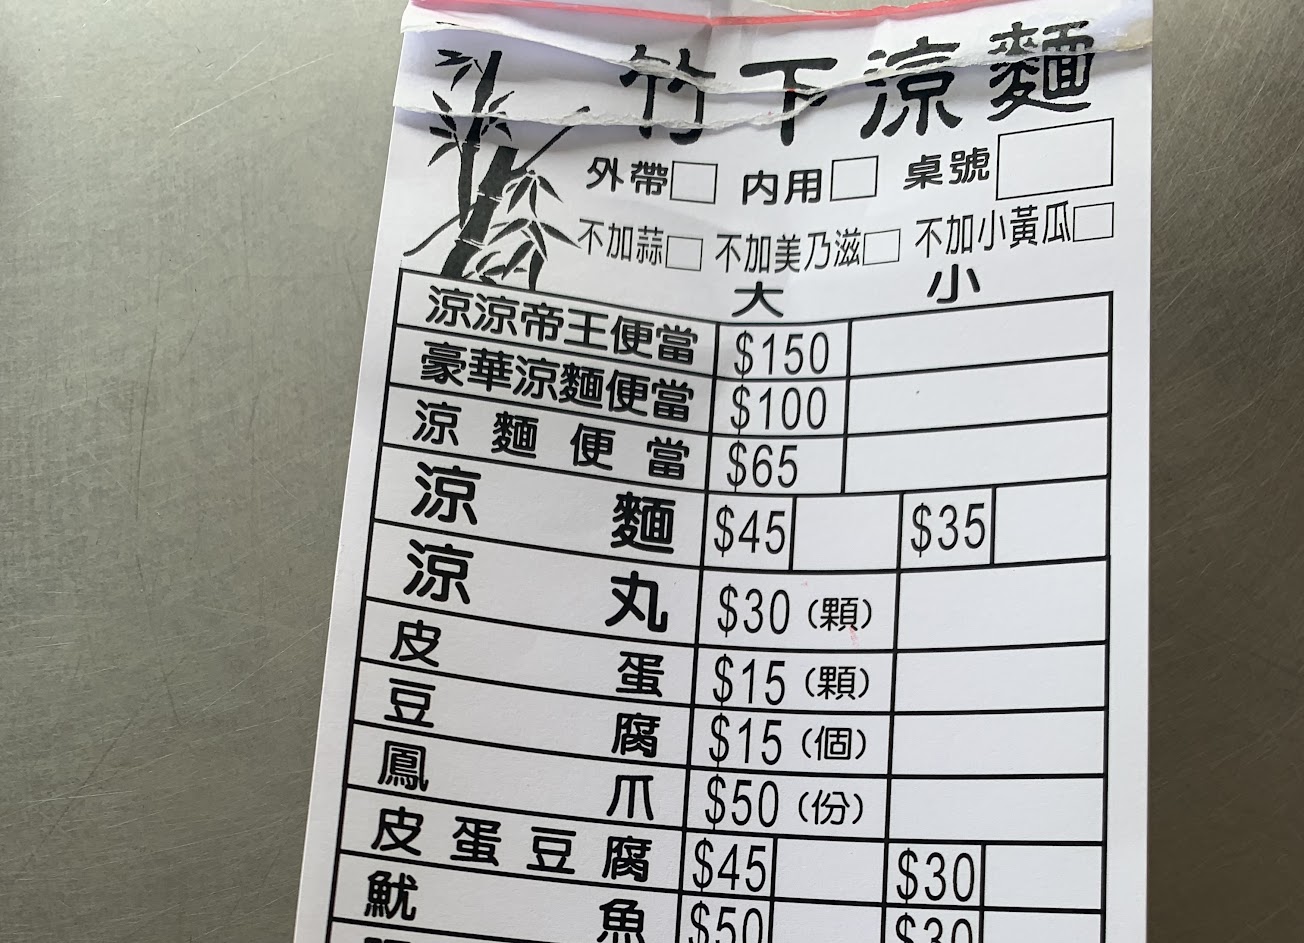 竹下涼麵
外帶□ 內用□ 桌號
不加蒜□ 不加美乃滋□ 不加小黃瓜□
大 小
涼涼帝王便當 $150
豪華涼麵便當 $100
涼麵便當 $65
涼麵 $45 $35
涼丸 $30(顆)
皮蛋 $15(顆)
豆腐 $15(個)
鳳爪 $50(份)
皮蛋豆腐 $45 $30
魷魚 $50 $30